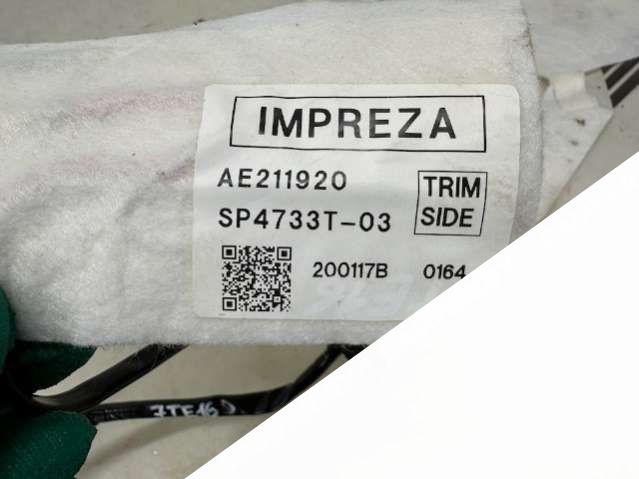 IMPREZA
AE211920
TRIM
SIDE
SP4733T-03
200117B 0164